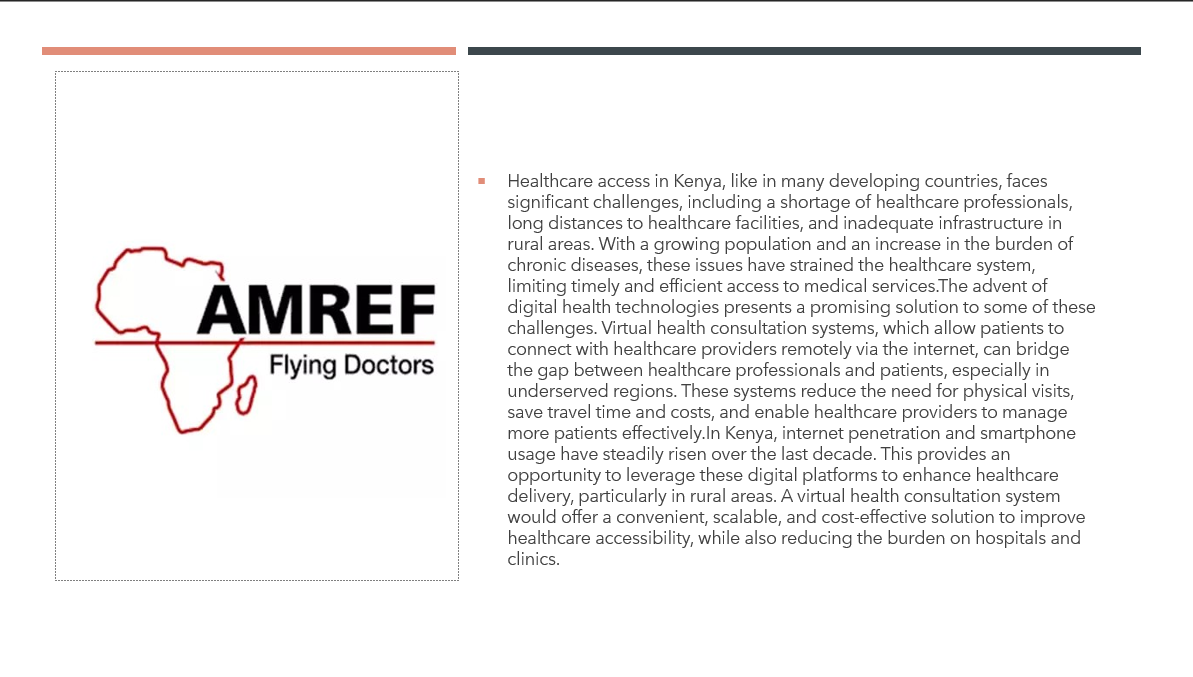 AMREF
Flying Doctors
Healthcare access in Kenya, like in many developing countries, faces
significant challenges, including a shortage of healthcare professionals,
long distances to healthcare facilities, and inadequate infrastructure in
rural areas. With a growing population and an increase in the burden of
chronic diseases, these issues have strained the healthcare system,
limiting timely and efficient access to medical services.The advent of
digital health technologies presents a promising solution to some of these
challenges. Virtual health consultation systems, which allow patients to
connect with healthcare providers remotely via the internet, can bridge
the gap between healthcare professionals and patients, especially in
underserved regions. These systems reduce the need for physical visits,
save travel time and costs, and enable healthcare providers to manage
more patients effectively.In Kenya, internet penetration and smartphone
usage have steadily risen over the last decade. This provides an
opportunity to leverage these digital platforms to enhance healthcare
delivery, particularly in rural areas. A virtual health consultation system
would offer a convenient, scalable, and cost-effective solution to improve
healthcare accessibility, while also reducing the burden on hospitals and
clinics.